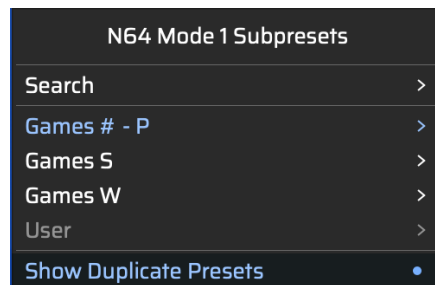 N64 Mode 1 Subpresets
Search >
Games # - P >
Games S >
Games W >
User >
Show Duplicate Presets